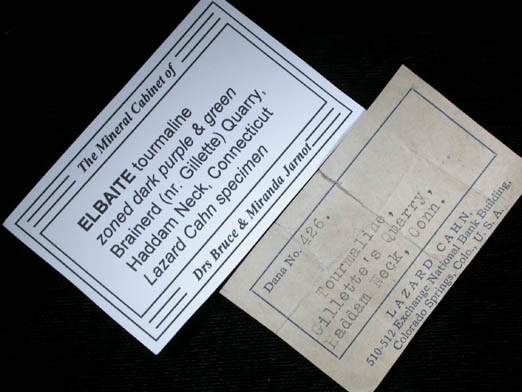 The Mineral Cabinet of
ELBAITE tourmaline
zoned dark purple & green
Brainerd (nr. Gillette) Quarry,
Haddam Neck, Connecticut
Lazard Cahn specimen
Drs Bruce & Miranda Jarnot
Dana No. 426.
Tourmaline,
Gillette's Quarry,
Haddam Neck, Conn.
LAZARD CAHN,
510-512 Exchange National Bank Building,
Colorado Springs, Colo., U. S. A.